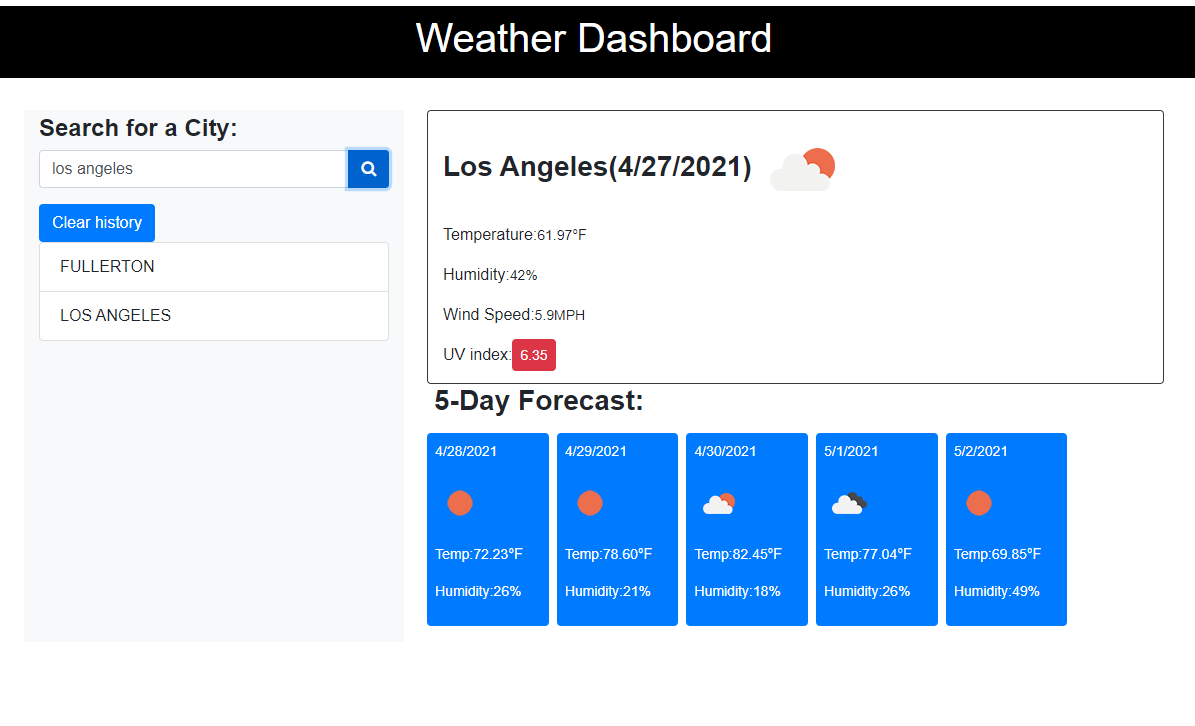 Weather Dashboard
Search for a City:
los angeles
Clear history
FULLERTON
LOS ANGELES
Los Angeles(4/27/2021)
Temperature:61.97°F
Humidity:42%
Wind Speed:5.9MPH
UV index:6.35
5-Day Forecast:
4/28/2021
Temp:72.23°F
Humidity:26%
4/29/2021
Temp:78.60°F
Humidity:21%
4/30/2021
Temp:82.45°F
Humidity:18%
5/1/2021
Temp:77.04°F
Humidity:26%
5/2/2021
Temp:69.85°F
Humidity:49%